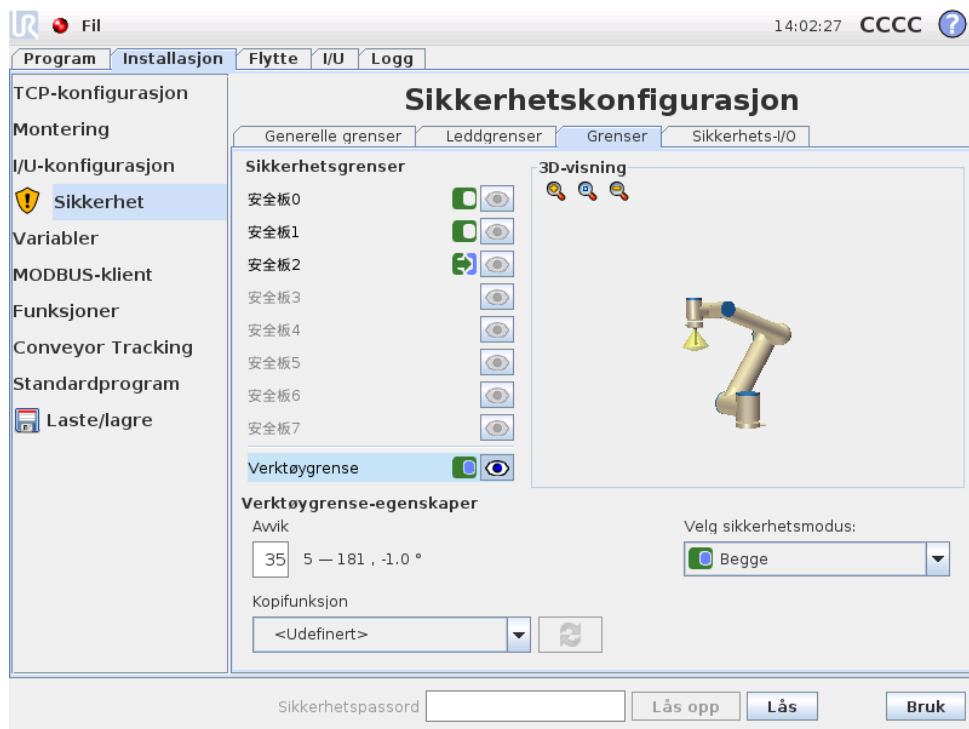 UR Fil 14:02:27 CCCC ?
Program Installasjon Flytte I/U Logg
TCP-konfigurasjon
Montering
I/U-konfigurasjon
Sikkerhet
Variabler
MODBUS-klient
Funksjoner
Conveyor Tracking
Standardprogram
Laste/lagre
Sikkerhetskonfigurasjon
Generelle grenser Leddgrenser Grenser Sikkerhets-I/O
Sikkerhetsgrenser
安全板0
安全板1
安全板2
安全板3
安全板4
安全板5
安全板6
安全板7
Verktøygrense
3D-visning
Verktøygrense-egenskaper
Avvik
35 5 — 181 , -1.0 °
Velg sikkerhetsmodus:
Begge
Kopifunksjon
<Udefinert>
Sikkerhetspassord Lås opp Lås Bruk